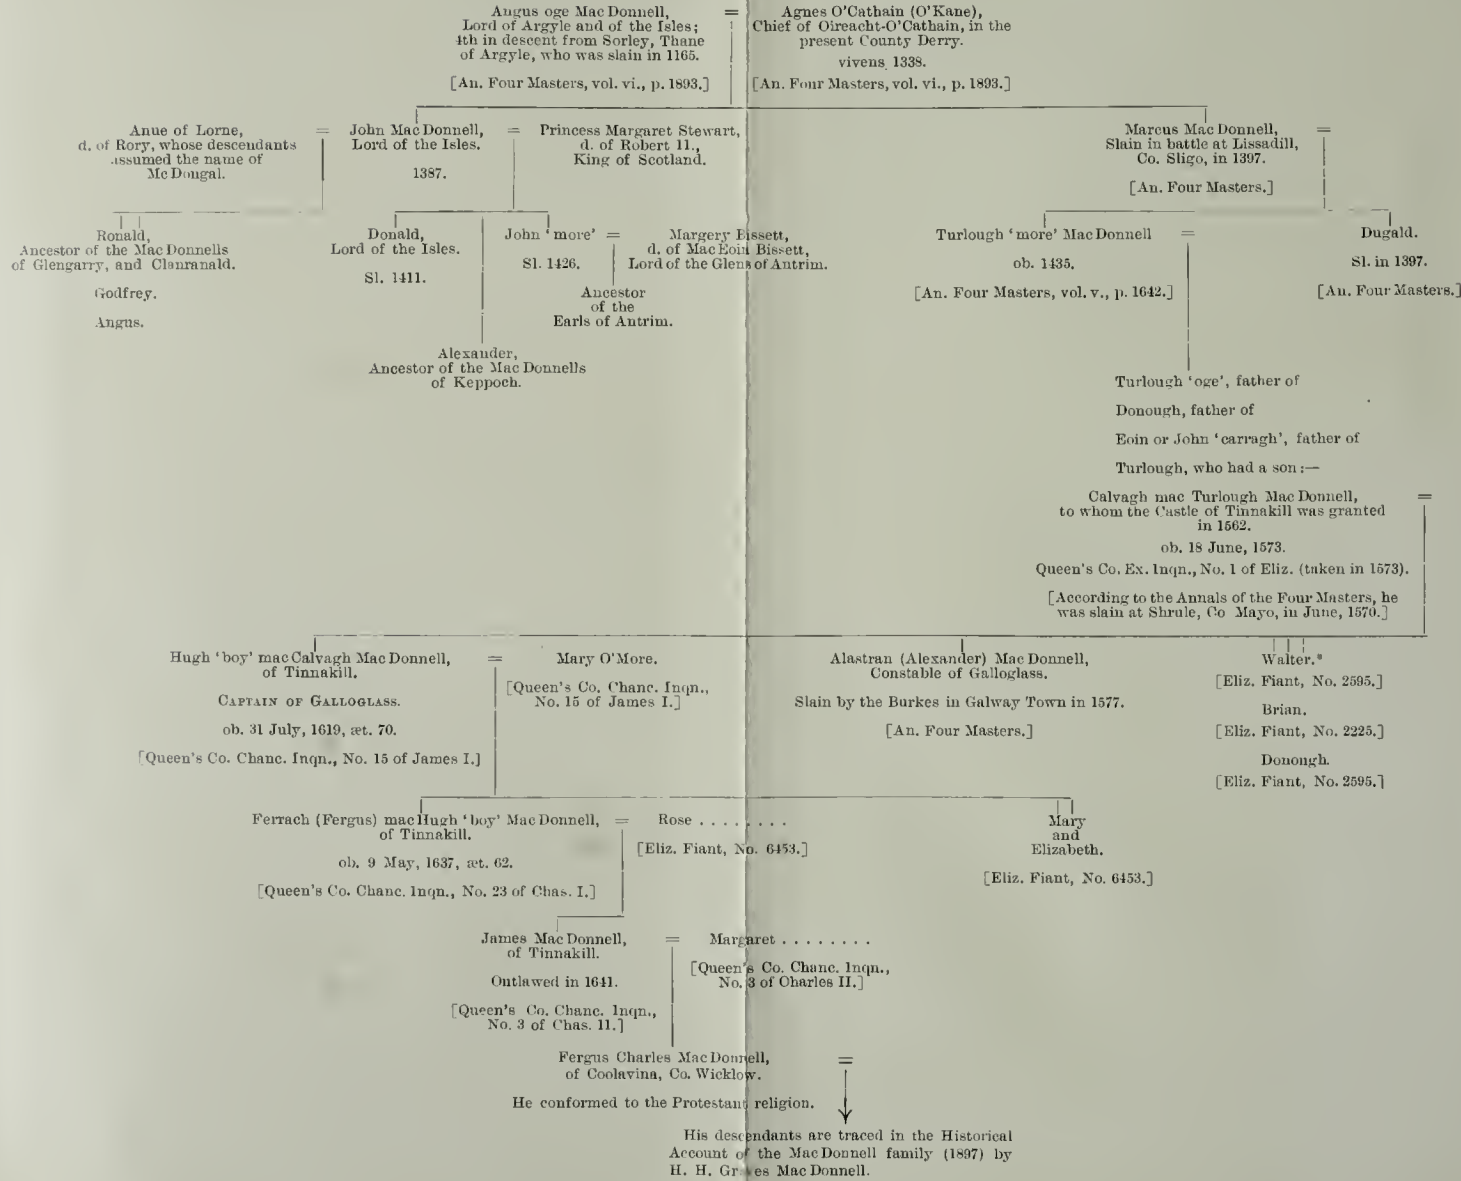 Angus oge Mac Donnell,
Lord of Argyle and of the Isles;
4th in descent from Sorley, Thane
of Argyle, who was slain in 1165.
[An. Four Masters, vol. vi., p. 1893.]
=
Agnes O'Cathain (O'Kane),
Chief of Oireacht-O'Cathain, in the
present County Derry.
vivens 1338.
[An. Four Masters, vol. vi., p. 1893.]
Anue of Lorne,
d. of Rory, whose descendants
assumed the name of
Mc Dougal.
=
John Mac Donnell,
Lord of the Isles.
1387.
=
Princess Margaret Stewart,
d. of Robert 11.,
King of Scotland.
Marcus Mac Donnell,
Slain in battle at Lissadill,
Co. Sligo, in 1397.
[An. Four Masters.]
=
Ronald,
Ancestor of the Mac Donnells
of Glengarry, and Clanranald.
Godfrey.
Angus.
Donald,
Lord of the Isles.
Sl. 1411.
John 'more'
Sl. 1426.
=
Margery Bissett,
d. of Mac Eoin Bissett,
Lord of the Glens of Antrim.
Ancestor
of the
Earls of Antrim.
Alexander,
Ancestor of the Mac Donnells
of Keppoch.
Turlough 'more' Mac Donnell
ob. 1435.
[An. Four Masters, vol. v., p. 1642.]
=
Dugald.
Sl. in 1397.
[An. Four Masters.]
Turlough 'oge', father of
Donough, father of
Eoin or John 'carragh', father of
Turlough, who had a son:—
Calvagh mac Turlough Mac Donnell,
to whom the Castle of Tinnakill was granted
in 1562.
ob. 18 June, 1573.
Queen's Co. Ex. Inqn., No. 1 of Eliz. (taken in 1573).
[According to the Annals of the Four Masters, he
was slain at Shrule, Co Mayo, in June, 1570.]
=
Hugh 'boy' mac Calvagh Mac Donnell,
of Tinnakill.
CAPTAIN OF GALLOGLASS.
ob. 31 July, 1619, æt. 70.
[Queen's Co. Chanc. Inqn., No. 15 of James I.]
=
Mary O'More.
[Queen's Co. Chanc. Inqn.,
No. 15 of James I.]
Alastran (Alexander) Mac Donnell,
Constable of Galloglass.
Slain by the Burkes in Galway Town in 1577.
[An. Four Masters.]
Walter.*
[Eliz. Fiant, No. 2595.]
Brian.
[Eliz. Fiant, No. 2225.]
Donough.
[Eliz. Fiant, No. 2595.]
Ferrach (Fergus) mac Hugh 'boy' Mac Donnell,
of Tinnakill.
ob. 9 May, 1637, æt. 62.
[Queen's Co. Chanc. Inqn., No. 23 of Chas. I.]
=
Rose . . . . . . . .
[Eliz. Fiant, No. 6453.]
Mary
and
Elizabeth.
[Eliz. Fiant, No. 6453.]
James Mac Donnell,
of Tinnakill.
Outlawed in 1641.
[Queen's Co. Chanc. Inqn.,
No. 3 of Chas. 11.]
=
Margaret . . . . . . . .
[Queen's Co. Chanc. Inqn.,
No. 3 of Charles II.]
Fergus Charles Mac Donnell,
of Coolavina, Co. Wicklow.
He conformed to the Protestant religion.
=
His descendants are traced in the Historical
Account of the Mac Donnell family (1897) by
H. H. Graves Mac Donnell.